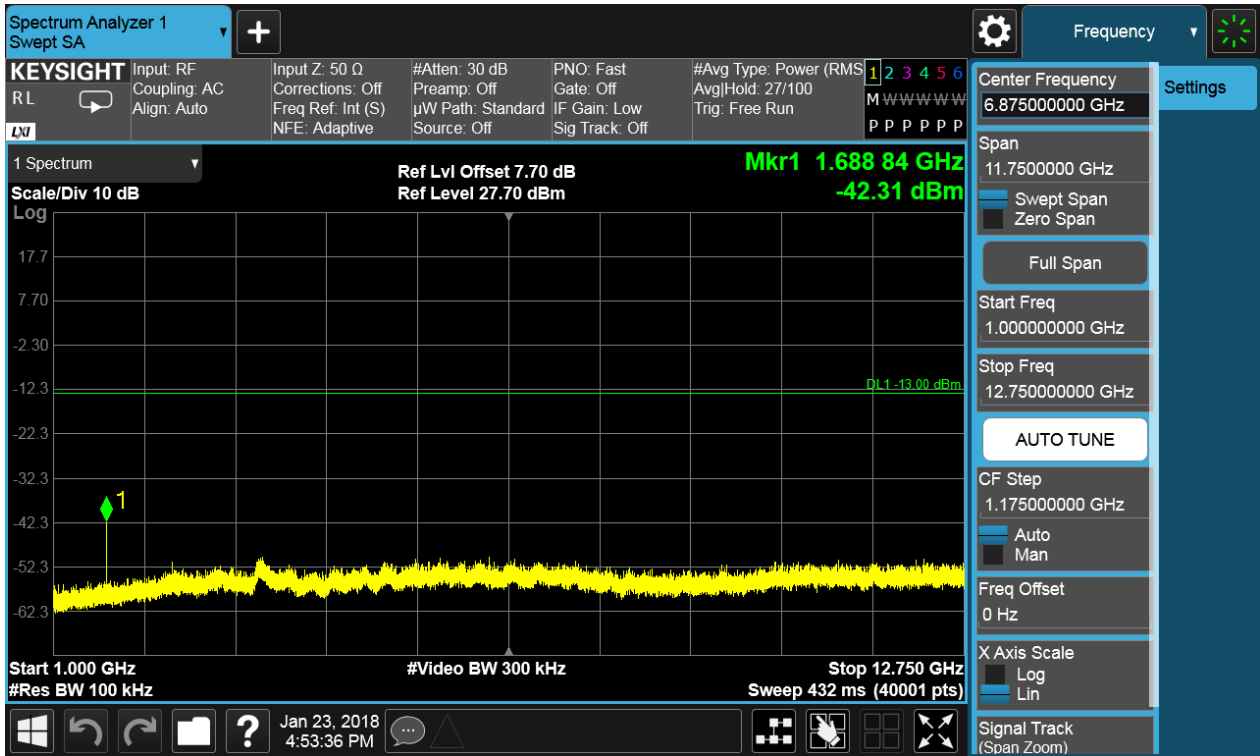 Spectrum Analyzer 1
Swept SA
+
Frequency
KEYSIGHT
R L
LXI
Input: RF
Coupling: AC
Align: Auto
Input Z: 50 Ω
Corrections: Off
Freq Ref: Int (S)
NFE: Adaptive
#Atten: 30 dB
Preamp: Off
µW Path: Standard
Source: Off
PNO: Fast
Gate: Off
IF Gain: Low
Sig Track: Off
#Avg Type: Power (RMS
Avg|Hold: 27/100
Trig: Free Run
1 2 3 4 5 6
M W W W W W
P P P P P P
1 Spectrum
Scale/Div 10 dB
Log
Ref Lvl Offset 7.70 dB
Ref Level 27.70 dBm
Mkr1 1.688 84 GHz
-42.31 dBm
17.7
7.70
-2.30
-12.3
DL1 -13.00 dBm
-22.3
-32.3
1
-42.3
-52.3
-62.3
Start 1.000 GHz
#Video BW 300 kHz
Stop 12.750 GHz
#Res BW 100 kHz
Sweep 432 ms (40001 pts)
Center Frequency
6.875000000 GHz
Settings
Span
11.7500000 GHz
Swept Span
Zero Span
Full Span
Start Freq
1.000000000 GHz
Stop Freq
12.750000000 GHz
AUTO TUNE
CF Step
1.175000000 GHz
Auto
Man
Freq Offset
0 Hz
X Axis Scale
Log
Lin
Signal Track
(Span Zoom)
?
Jan 23, 2018
4:53:36 PM